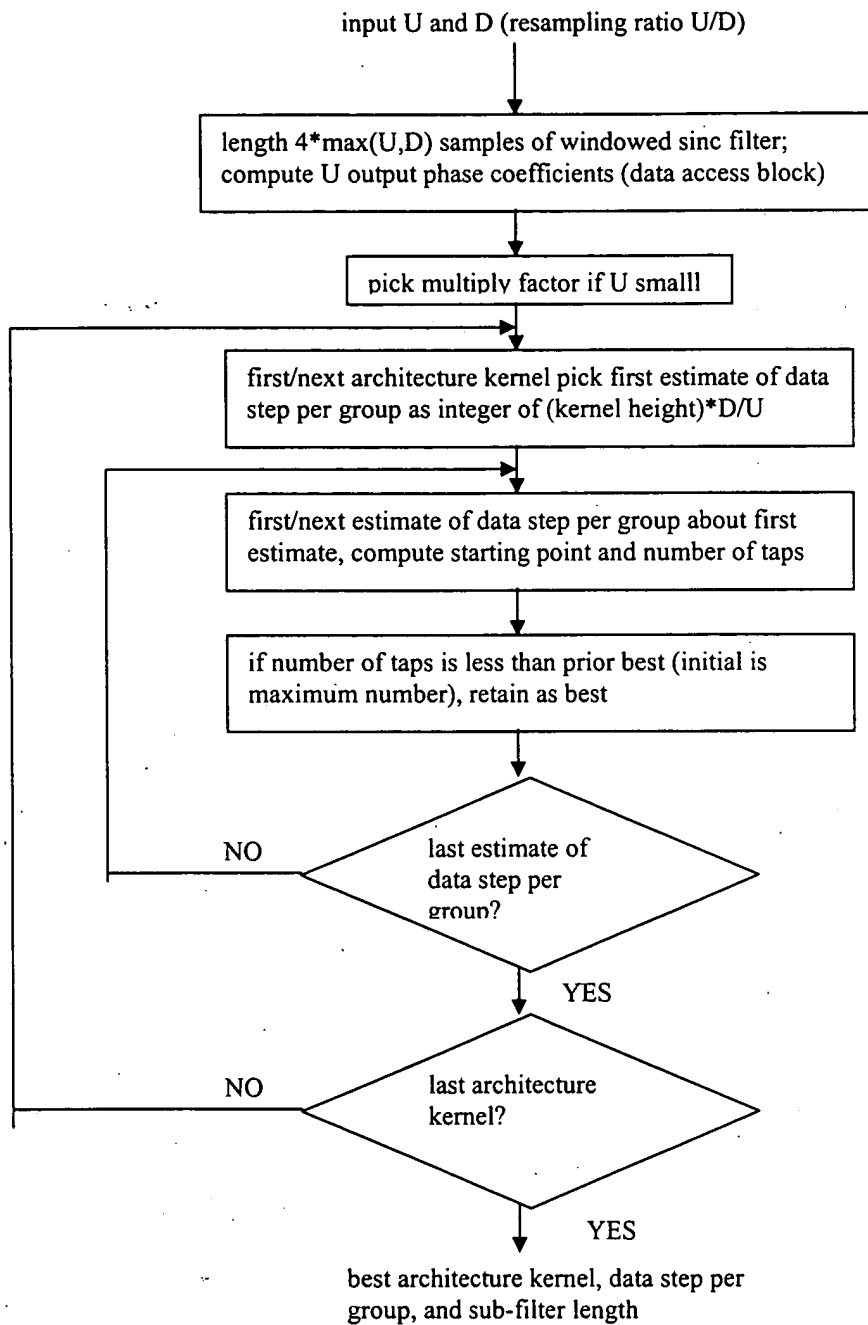 input U and D (resampling ratio U/D)
length 4*max(U,D) samples of windowed sinc filter;
compute U output phase coefficients (data access block)
pick multiply factor if U smalll
first/next architecture kernel pick first estimate of data
step per group as integer of (kernel height)*D/U
first/next estimate of data step per group about first
estimate, compute starting point and number of taps
if number of taps is less than prior best (initial is
maximum number), retain as best
NO
last estimate of
data step per
group?
YES
NO
last architecture
kernel?
YES
best architecture kernel, data step per
group, and sub-filter length